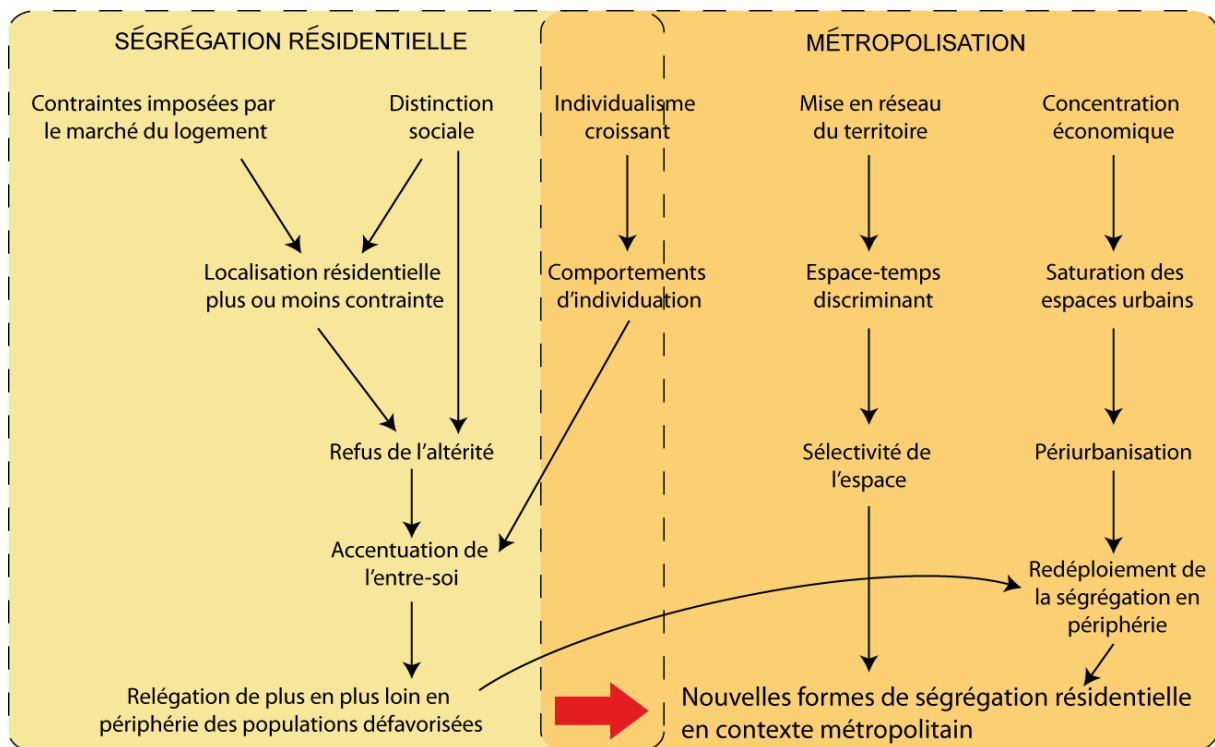 SÉGRÉGATION RÉSIDENTIELLE
MÉTROPOLISATION
Contraintes imposées par
le marché du logement
Distinction
sociale
Individualisme
croissant
Mise en réseau
du territoire
Concentration
économique
Localisation résidentielle
plus ou moins contrainte
Comportements
d'individuation
Espace-temps
discriminant
Saturation des
espaces urbains
Refus de l'altérité
Sélectivité de
l'espace
Périurbanisation
Accentuation de
l'entre-soi
Redéploiement de
la ségrégation en
périphérie
Relégation de plus en plus loin en
périphérie des populations défavorisées
Nouvelles formes de ségrégation résidentielle
en contexte métropolitain